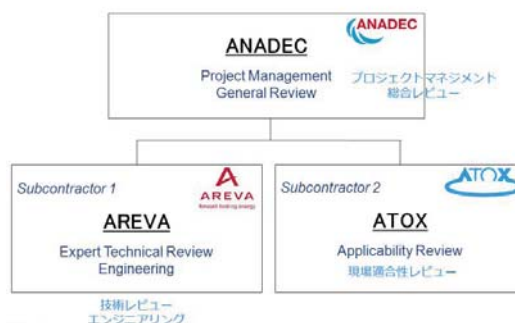 ANADEC
ANADEC
Project Management
General Review
プロジェクトマネジメント
総合レビュー
Subcontractor 1
AREVA
AREVA
Expert Technical Review
Engineering
技術レビュー
エンジニアリング
Subcontractor 2
ATOX
ATOX
Applicability Review
現場適合性レビュー